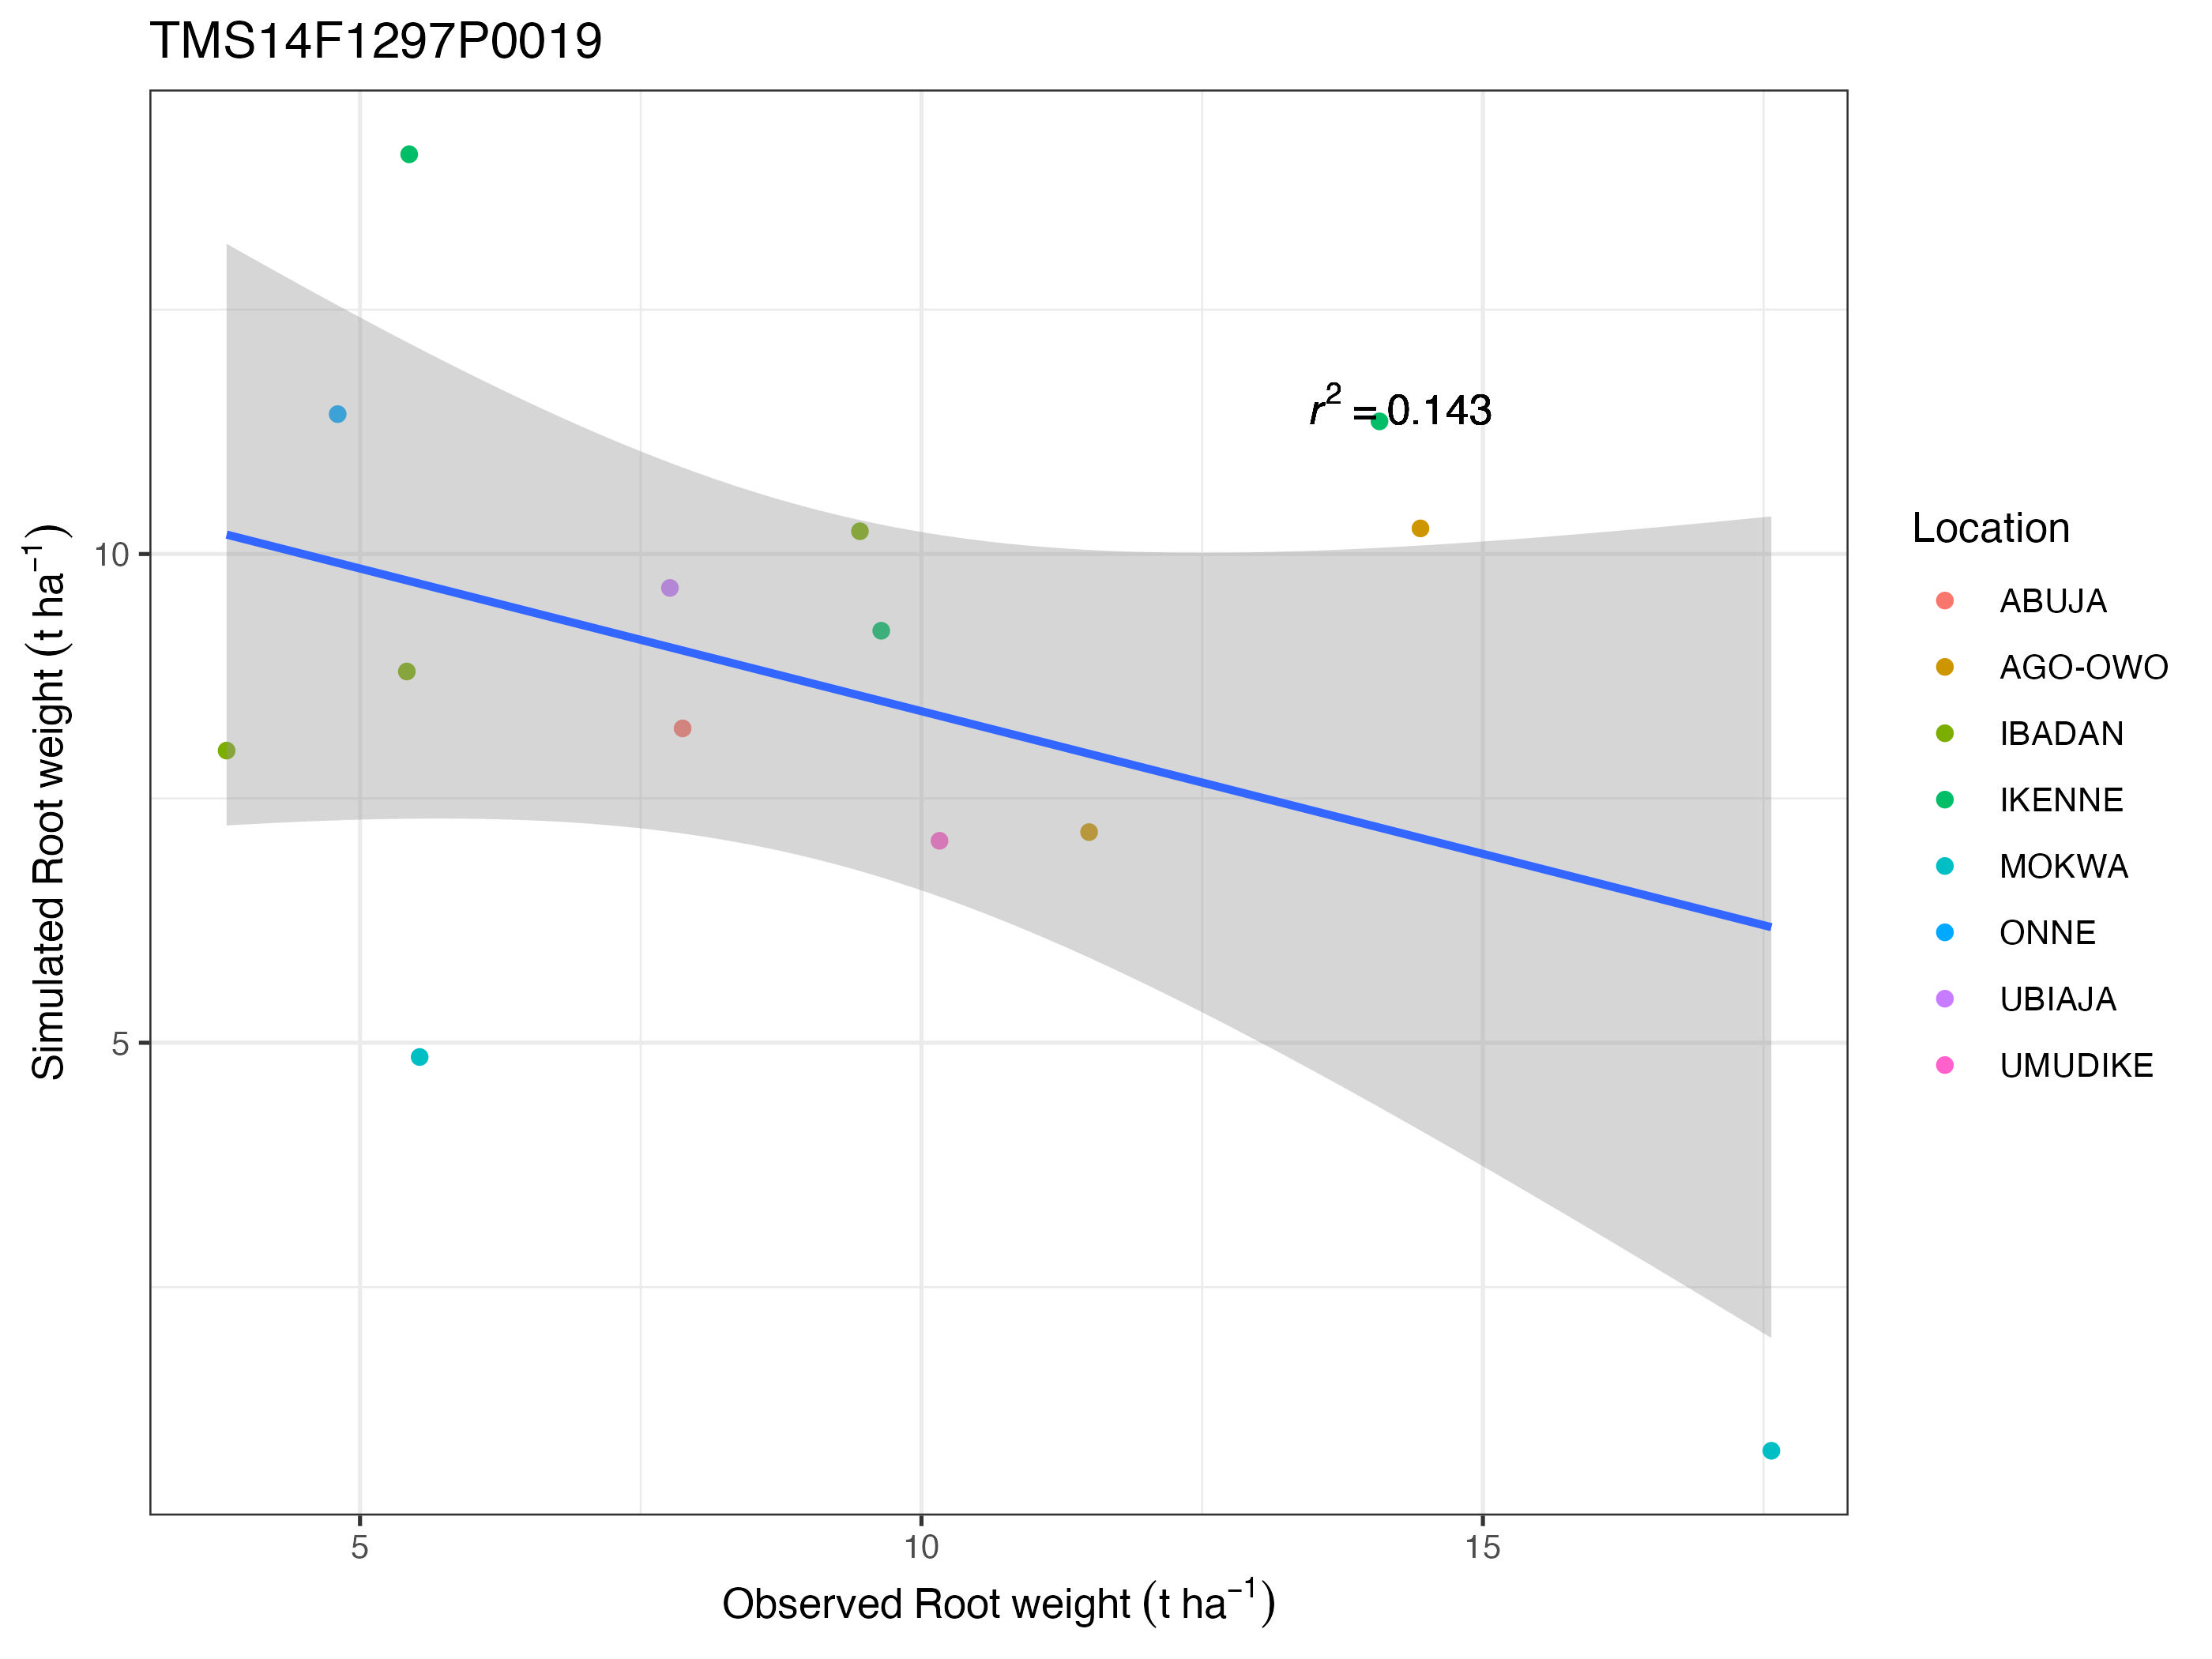 TMS14F1297P0019
r² = 0.143
10
5
Simulated Root weight (t ha⁻¹)
5
10
15
Observed Root weight (t ha⁻¹)
Location
ABUJA
AGO-OWO
IBADAN
IKENNE
MOKWA
ONNE
UBIAJA
UMUDIKE